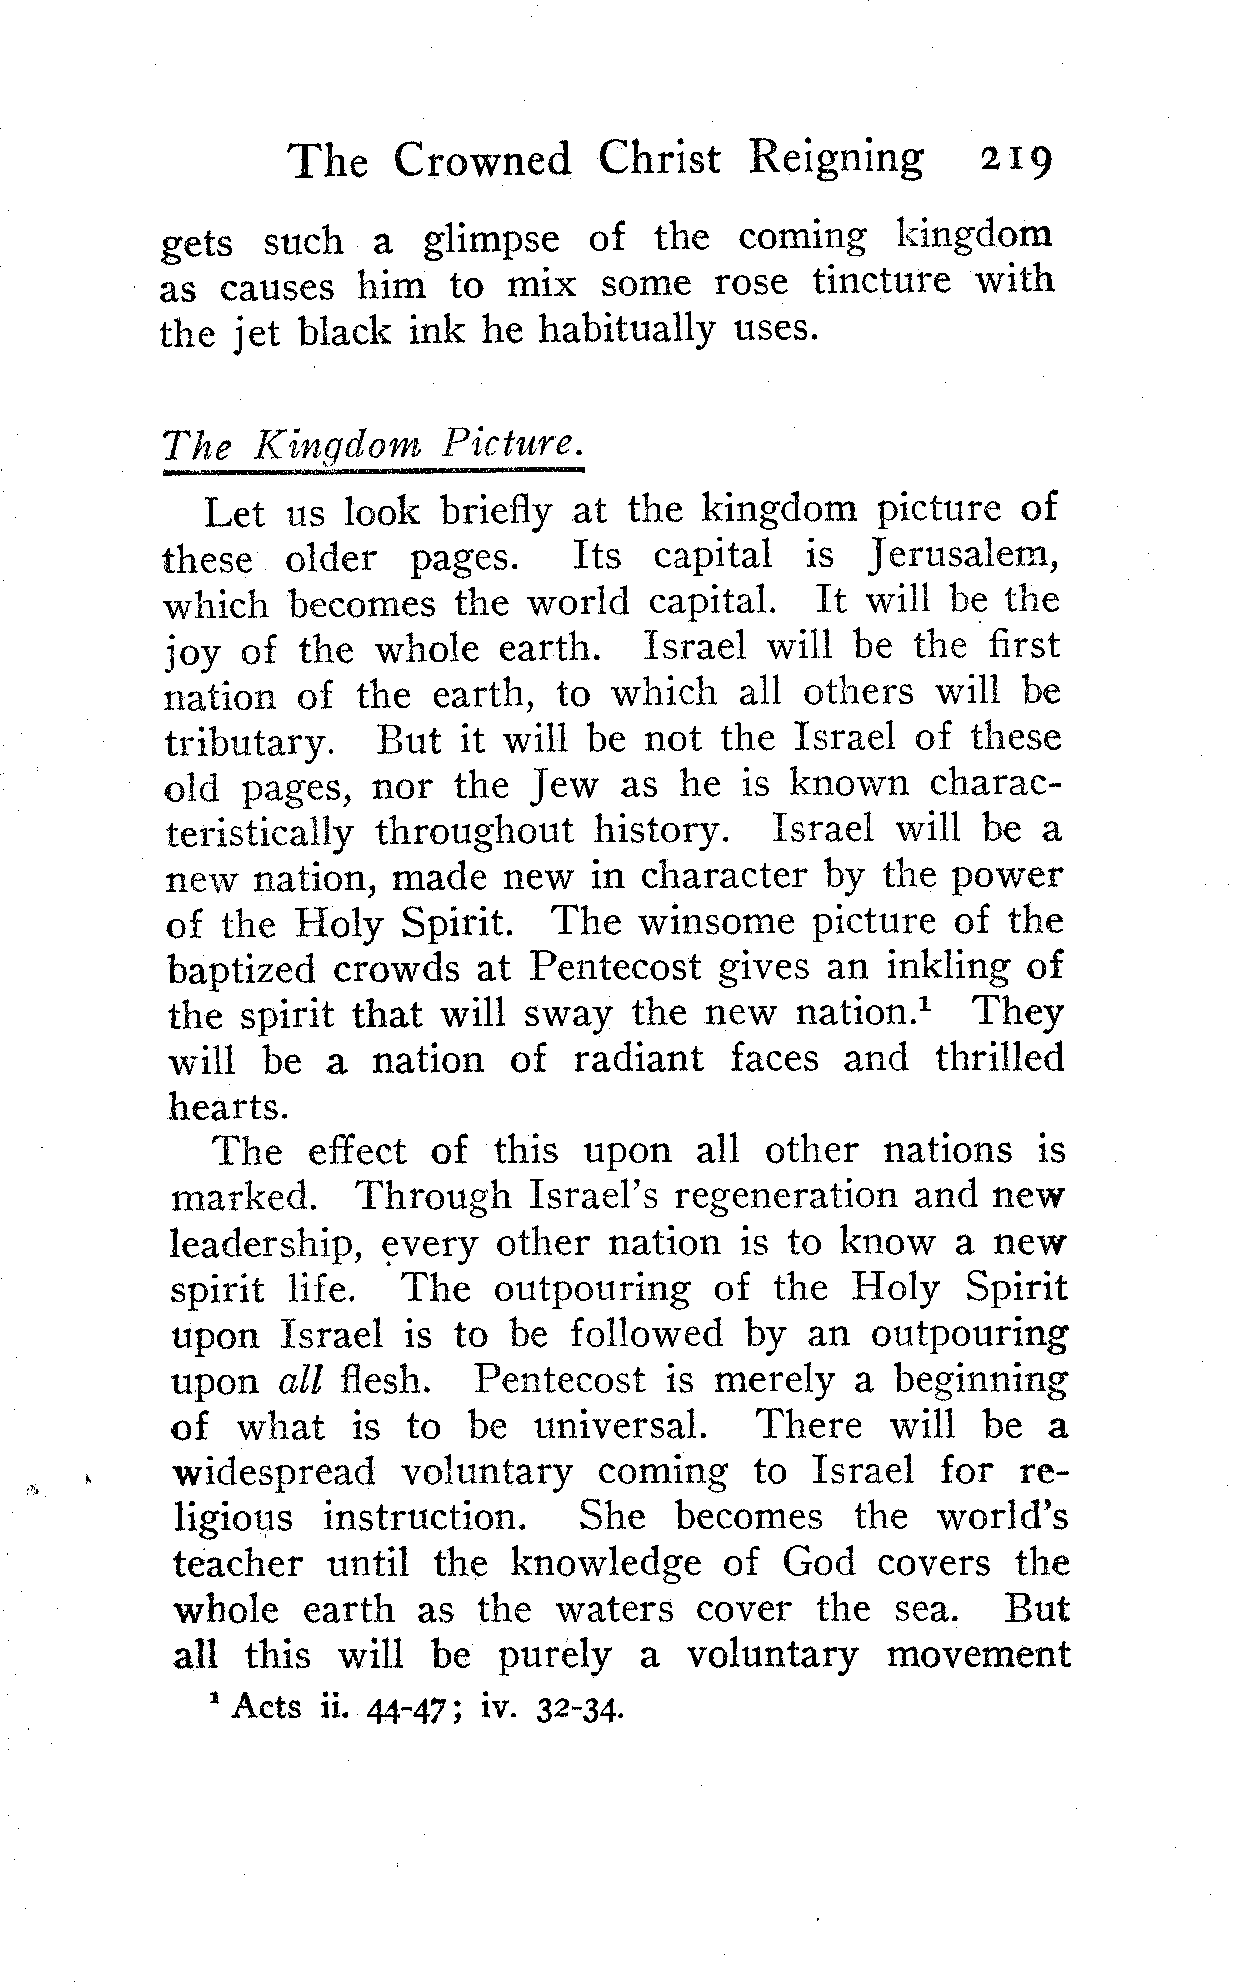 The Crowned Christ Reigning 219
gets such a glimpse of the coming kingdom
as causes him to mix some rose tincture with
the jet black ink he habitually uses.
The Kingdom Picture.
Let us look briefly at the kingdom picture of
these older pages. Its capital is Jerusalem,
which becomes the world capital. It will be the
joy of the whole earth. Israel will be the first
nation of the earth, to which all others will be
tributary. But it will be not the Israel of these
old pages, nor the Jew as he is known charac-
teristically throughout history. Israel will be a
new nation, made new in character by the power
of the Holy Spirit. The winsome picture of the
baptized crowds at Pentecost gives an inkling of
the spirit that will sway the new nation.¹ They
will be a nation of radiant faces and thrilled
hearts.
The effect of this upon all other nations is
marked. Through Israel's regeneration and new
leadership, every other nation is to know a new
spirit life. The outpouring of the Holy Spirit
upon Israel is to be followed by an outpouring
upon all flesh. Pentecost is merely a beginning
of what is to be universal. There will be a
widespread voluntary coming to Israel for re-
ligious instruction. She becomes the world's
teacher until the knowledge of God covers the
whole earth as the waters cover the sea. But
all this will be purely a voluntary movement
¹ Acts ii. 44-47; iv. 32-34.